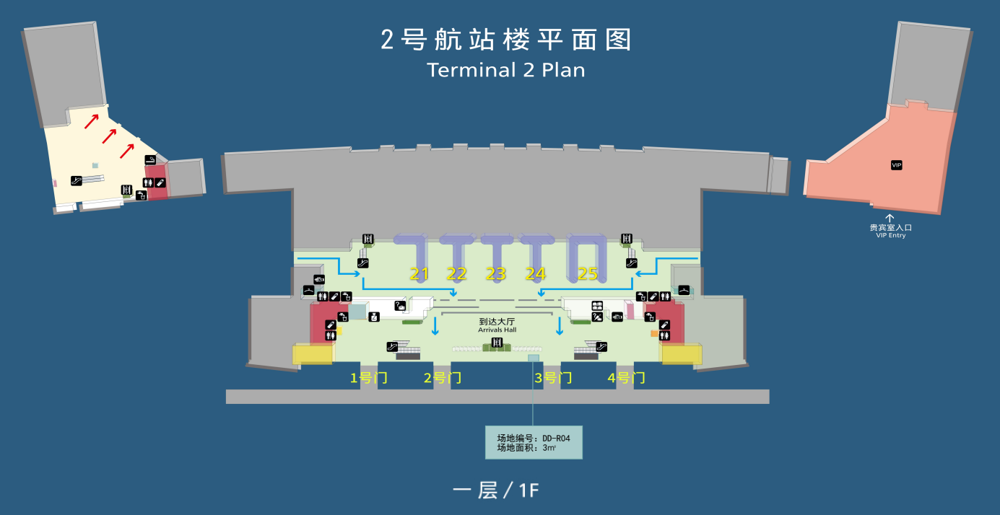 2号航站楼平面图
Terminal 2 Plan
VIP
贵宾室入口
VIP Entry
21 22 23 24 25
到达大厅
Arrivals Hall
1号门 2号门 3号门 4号门
场地编号：DD-R04
场地面积：3㎡
一层/1F